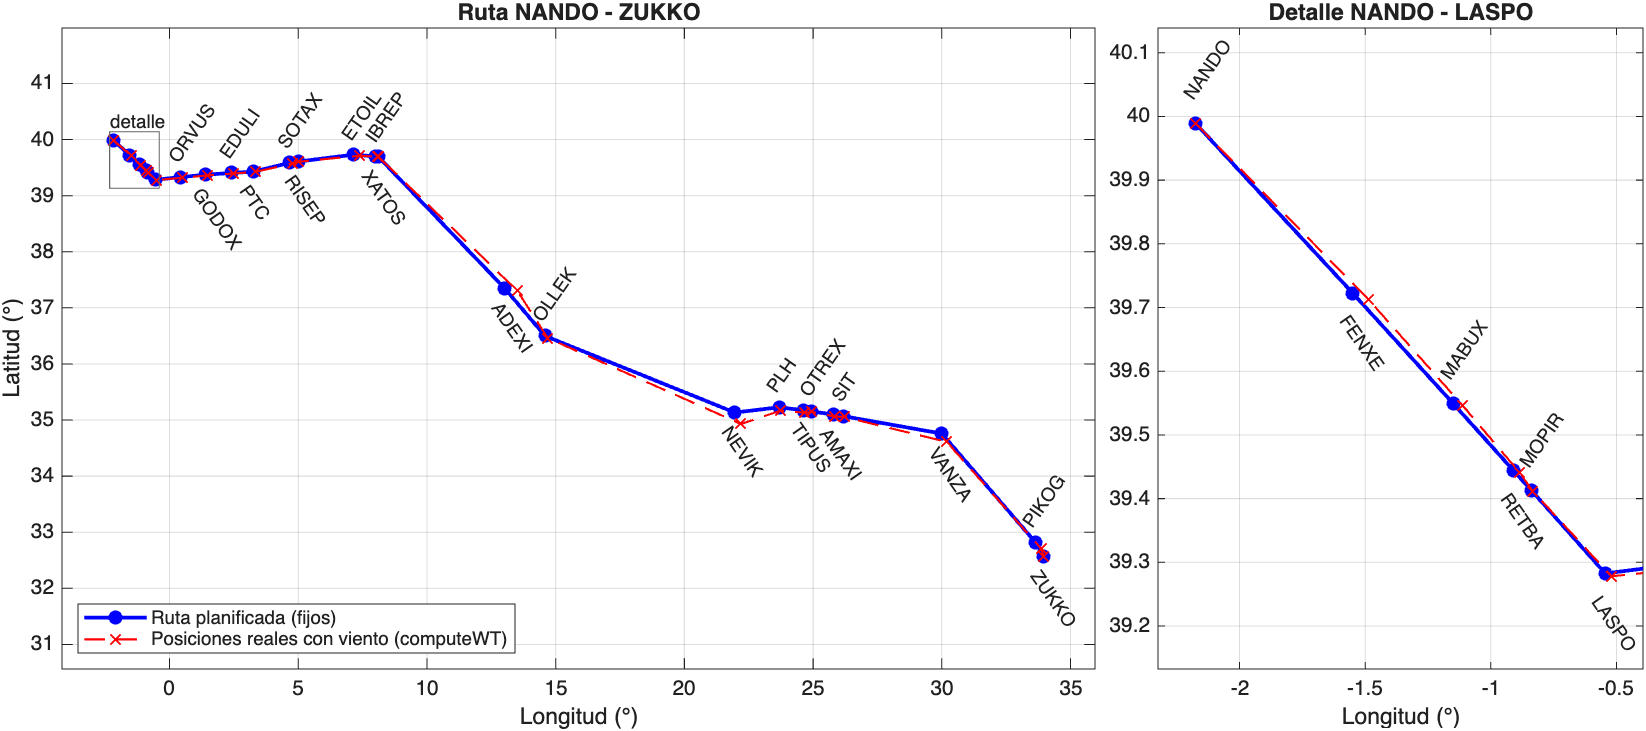 Ruta NANDO - ZUKKO
41
40
39
38
37
36
35
34
33
32
31
Latitud (°)
detalle
ORVUS
GODOX
EDULI
PTC
SOTAX
RISEP
ETOIL
IBREP
XATOS
ADEXI
OLLEK
NEVIK
PLH
TIPUS
OTREX
AMAXI
SIT
VANZA
PIKOG
ZUKKO
Ruta planificada (fijos)
Posiciones reales con viento (computeWT)
0
5
10
15
20
25
30
35
Longitud (°)
Detalle NANDO - LASPO
40.1
40
39.9
39.8
39.7
39.6
39.5
39.4
39.3
39.2
NANDO
FENXE
MABUX
MOPIR
RETBA
LASPO
-2
-1.5
-1
-0.5
Longitud (°)